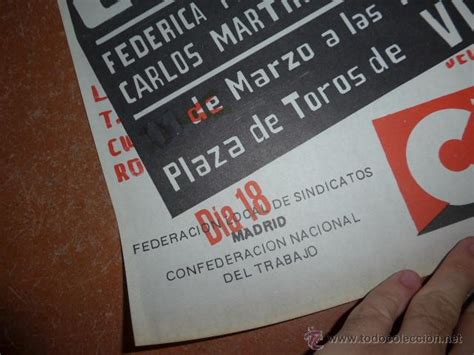 FEDERICA
CARLOS MARTI
de Marzo a las
Plaza de Toros de
Dia 18
FEDERACION LOCAL DE SINDICATOS
MADRID
CONFEDERACION NACIONAL
DEL TRABAJO
© www.todocoleccion.net